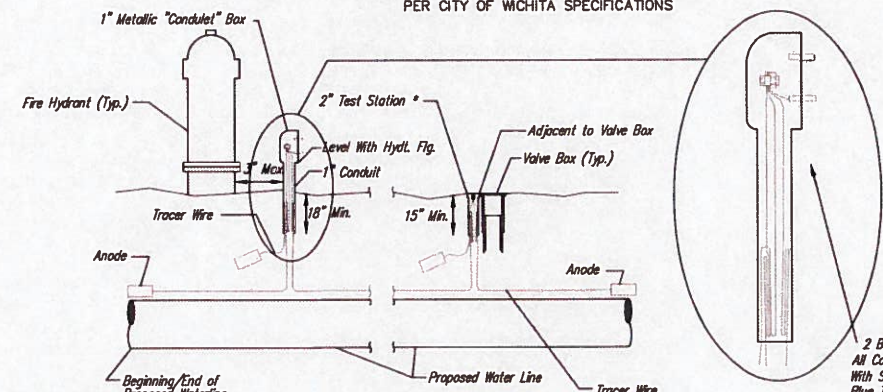 PER CITY OF WICHITA SPECIFICATIONS
1" Metallic "Condulet" Box
Fire Hydrant (Typ.)
2" Test Station *
Adjacent to Valve Box
Level With Hydt. Flg.
Valve Box (Typ.)
3" Max
1" Conduit
Tracer Wire
18" Min.
15" Min.
Anode
Anode
Beginning/End of
Proposed Water Line
Tracer Wire
2 B
All Co
With S